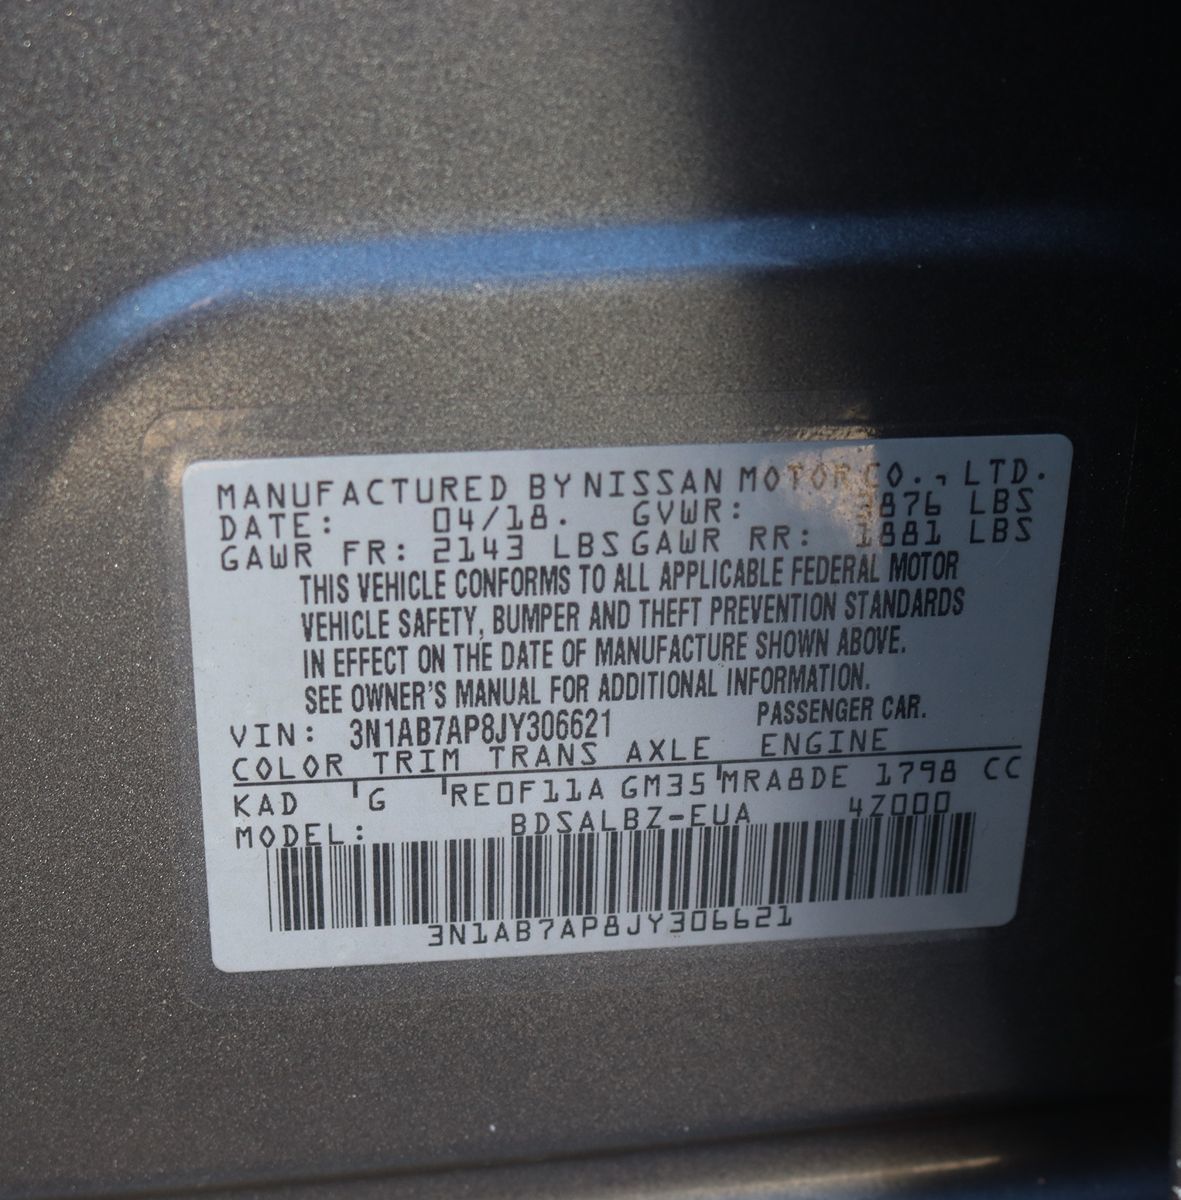 MANUFACTURED BY NISSAN MOTOR CO., LTD.
DATE: 04/18. GVWR: 3876 LBS
GAWR FR: 2143 LBS GAWR RR: 1881 LBS
THIS VEHICLE CONFORMS TO ALL APPLICABLE FEDERAL MOTOR
VEHICLE SAFETY, BUMPER AND THEFT PREVENTION STANDARDS
IN EFFECT ON THE DATE OF MANUFACTURE SHOWN ABOVE.
SEE OWNER'S MANUAL FOR ADDITIONAL INFORMATION.
VIN: 3N1AB7AP8JY306621 PASSENGER CAR.
COLOR TRIM TRANS AXLE ENGINE
KAD G RE0F11A GM35 MRA8DE 1798 CC
MODEL: BDSALBZ-EUA 4Z000
3N1AB7AP8JY306621